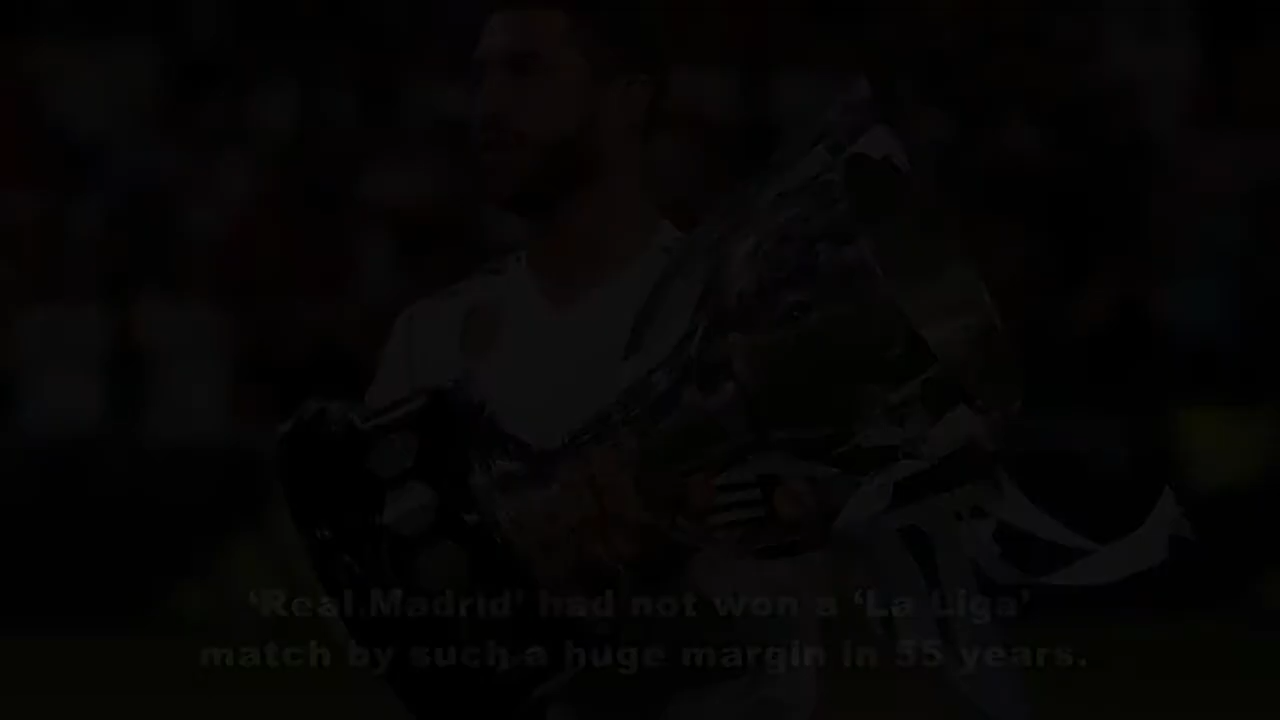 ‘Real Madrid’ had not won a ‘La Liga’
match by such a huge margin in 55 years.